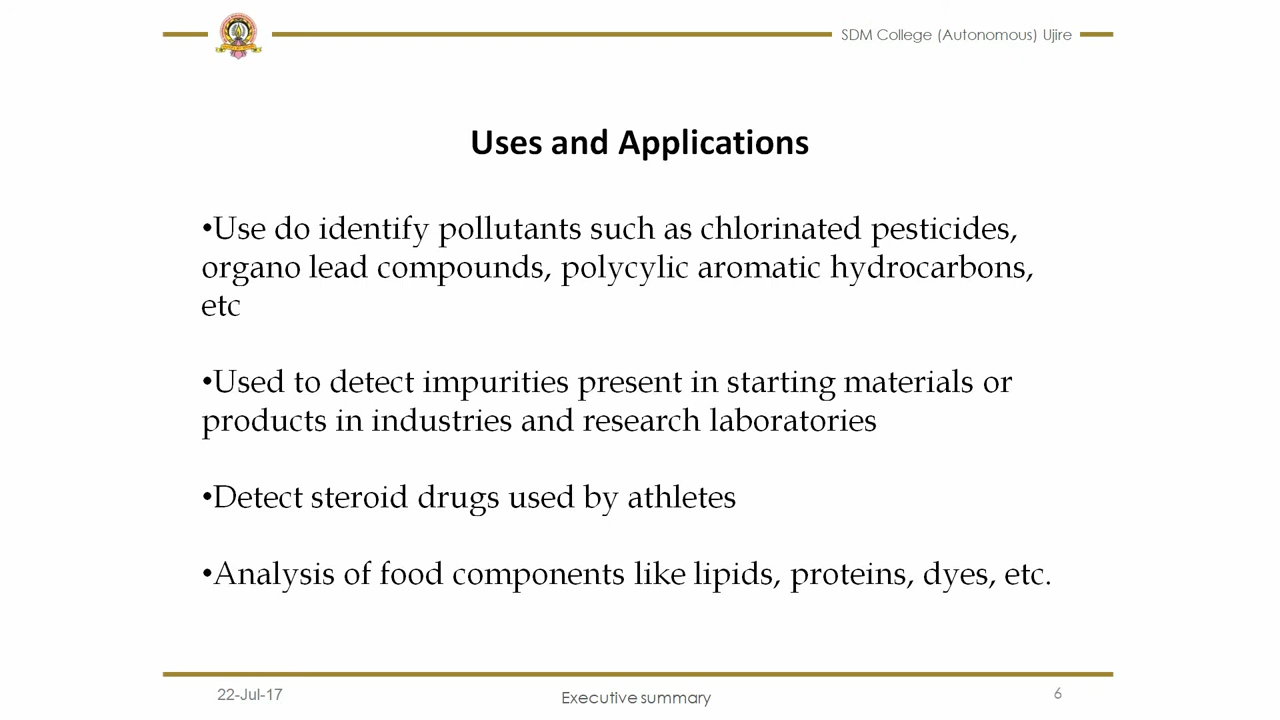 SDM College (Autonomous) Ujire
Uses and Applications
•Use do identify pollutants such as chlorinated pesticides,
organo lead compounds, polycylic aromatic hydrocarbons,
etc
•Used to detect impurities present in starting materials or
products in industries and research laboratories
•Detect steroid drugs used by athletes
•Analysis of food components like lipids, proteins, dyes, etc.
22-Jul-17
Executive summary
6